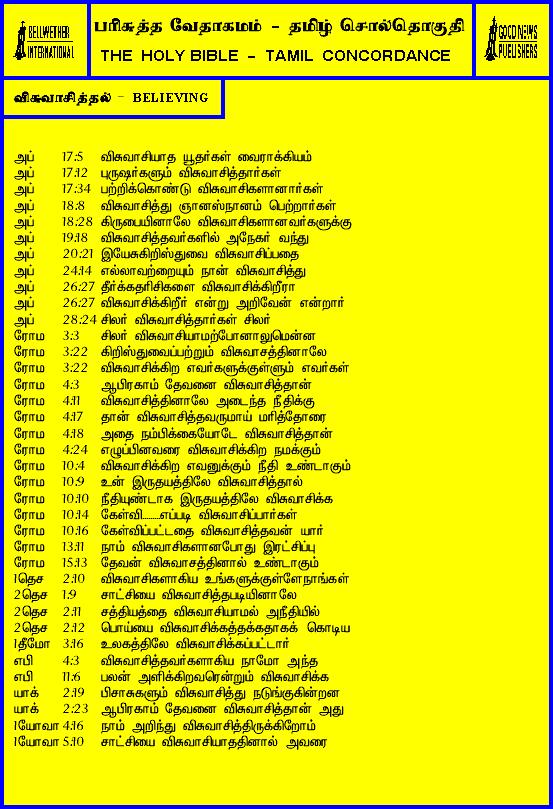 BELLWETHER
INTERNATIONAL
பரிசுத்த வேதாகமம் - தமிழ் சொல்தொகுதி
THE HOLY BIBLE - TAMIL CONCORDANCE
GOOD NEWS
PUBLISHERS
விசுவாசித்தல் - BELIEVING
அப் 17:5 விசுவாசியாத யூதர்கள் வைராக்கியம்
அப் 17:12 புருஷர்களும் விசுவாசித்தார்கள்
அப் 17:34 பற்றிக்கொண்டு விசுவாசிகளானார்கள்
அப் 18:8 விசுவாசித்து ஞானஸ்நானம் பெற்றார்கள்
அப் 18:28 கிருபையினாலே விசுவாசிகளானவர்களுக்கு
அப் 19:18 விசுவாசித்தவர்களில் அநேகர் வந்து
அப் 20:21 இயேசுகிறிஸ்துவை விசுவாசிப்பதை
அப் 24:14 எல்லாவற்றையும் நான் விசுவாசித்து
அப் 26:27 தீர்க்கதரிசிகளை விசுவாசிக்கிறீரா
அப் 26:27 விசுவாசிக்கிறீர் என்று அறிவேன் என்றார்
அப் 28:24 சிலர் விசுவாசித்தார்கள் சிலர்
ரோம 3:3 சிலர் விசுவாசியாமற்போனாலுமென்ன
ரோம 3:22 கிறிஸ்துவைப்பற்றும் விசுவாசத்தினாலே
ரோம 3:22 விசுவாசிக்கிற எவர்களுக்குள்ளும் எவர்கள்
ரோம 4:3 ஆபிரகாம் தேவனை விசுவாசித்தான்
ரோம 4:11 விசுவாசத்தினாலே அடைந்த நீதிக்கு
ரோம 4:17 தான் விசுவாசித்தவருமாய் மரித்தோரை
ரோம 4:18 அதை நம்பிக்கையோடே விசுவாசித்தான்
ரோம 4:24 எழுப்பினவரை விசுவாசிக்கிற நமக்கும்
ரோம 10:4 விசுவாசிக்கிற எவனுக்கும் நீதி உண்டாகும்
ரோம 10:9 உன் இருதயத்திலே விசுவாசித்தால்
ரோம 10:10 நீதியுண்டாக இருதயத்திலே விசுவாசிக்க
ரோம 10:14 கேள்வி........எப்படி விசுவாசிப்பார்கள்
ரோம 10:16 கேள்விப்பட்டதை விசுவாசித்தவன் யார்
ரோம 13:11 நாம் விசுவாசிகளானபோது இரட்சிப்பு
ரோம 15:13 தேவன் விசுவாசத்தினால் உண்டாகும்
1தெச 2:10 விசுவாசிகளாகிய உங்களுக்குள்ளேநாங்கள்
2தெச 1:9 சாட்சியை விசுவாசித்தபடியினாலே
2தெச 2:11 சத்தியத்தை விசுவாசியாமல் அநீதியில்
2தெச 2:12 பொய்யை விசுவாசிக்கத்தக்கதாகக் கொடிய
1தீமோ 3:16 உலகத்திலே விசுவாசிக்கப்பட்டார்
எபி 4:3 விசுவாசித்தவர்களாகிய நாமோ அந்த
எபி 11:6 பலன் அளிக்கிறவரென்றும் விசுவாசிக்க
யாக் 2:19 பிசாசுகளும் விசுவாசித்து நடுங்குகின்றன
யாக் 2:23 ஆபிரகாம் தேவனை விசுவாசித்தான் அது
1யோவா 4:16 நாம் அறிந்து விசுவாசித்திருக்கிறோம்
1யோவா 5:10 சாட்சியை விசுவாசியாததினால் அவரை